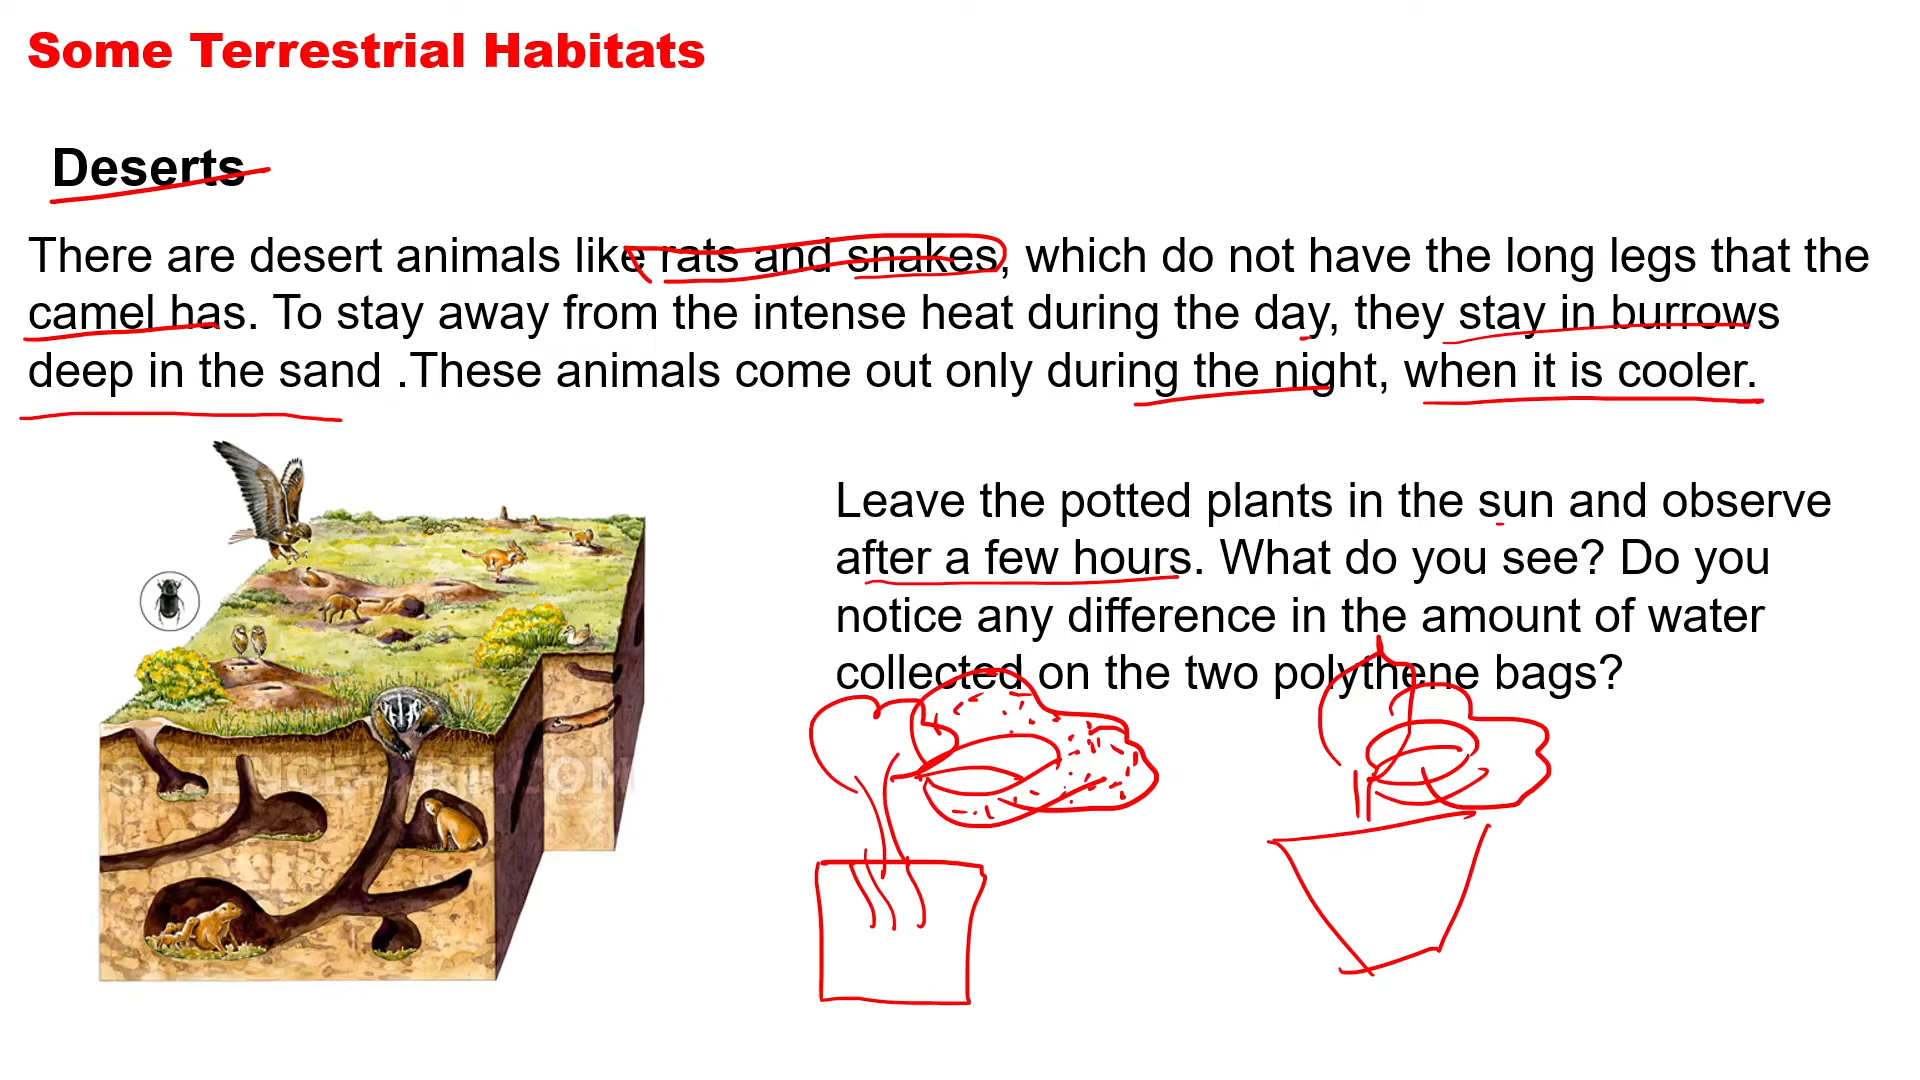 Some Terrestrial Habitats
Deserts
There are desert animals like rats and snakes, which do not have the long legs that the
camel has. To stay away from the intense heat during the day, they stay in burrows
deep in the sand .These animals come out only during the night, when it is cooler.
Leave the potted plants in the sun and observe
after a few hours. What do you see? Do you
notice any difference in the amount of water
collected on the two polythene bags?